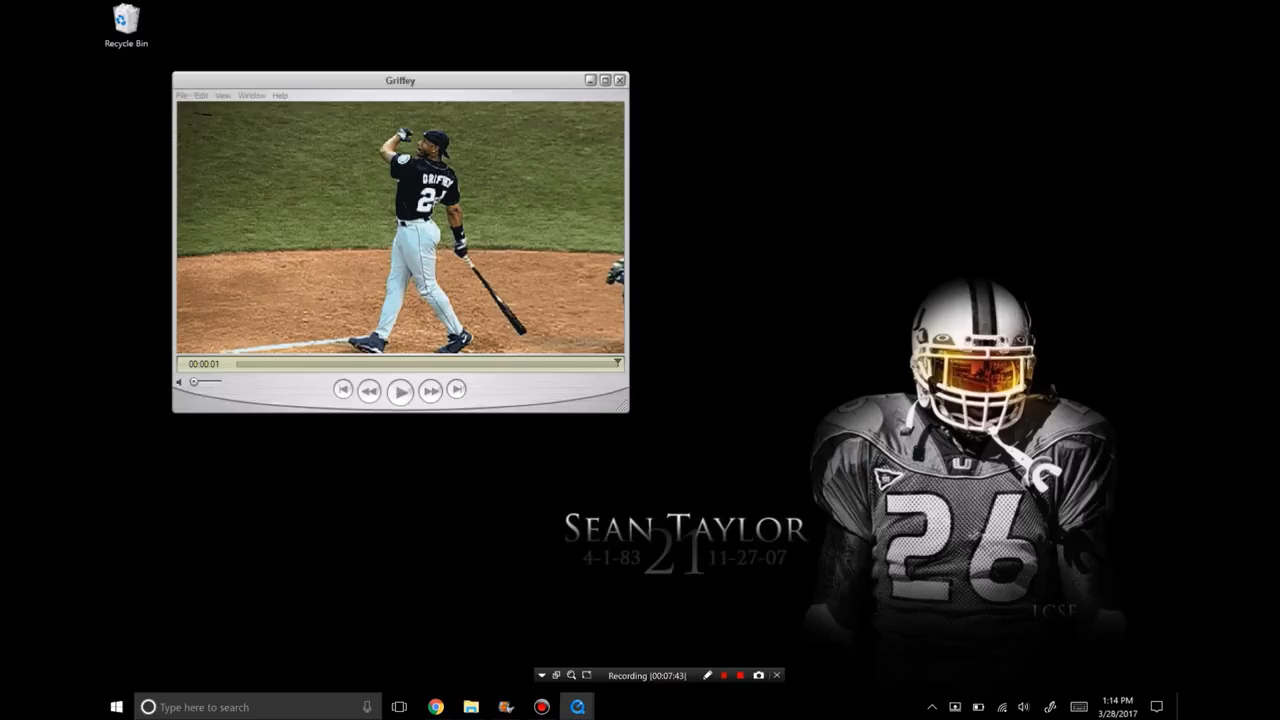 Recycle Bin
Griffey
File Edit View Window Help
GRIFFEY
24
00:00:01
U
26
SEAN TAYLOR
4-1-83 21 11-27-07
LCSF
Recording [00:07:43]
Type here to search
1:14 PM
3/28/2017